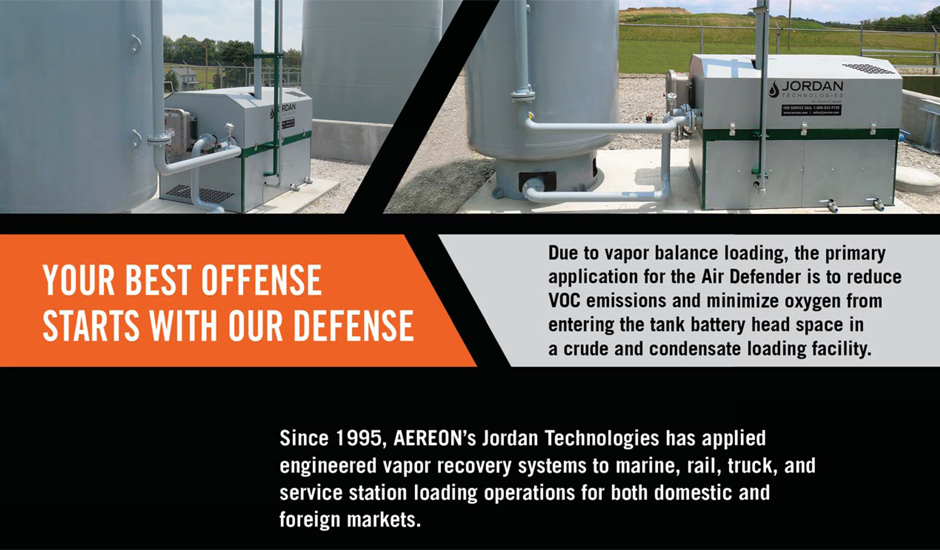 JORDAN
JORDAN
TECHNOLOGIES
YOUR BEST OFFENSE
STARTS WITH OUR DEFENSE
Due to vapor balance loading, the primary
application for the Air Defender is to reduce
VOC emissions and minimize oxygen from
entering the tank battery head space in
a crude and condensate loading facility.
Since 1995, AEREON's Jordan Technologies has applied
engineered vapor recovery systems to marine, rail, truck, and
service station loading operations for both domestic and
foreign markets.